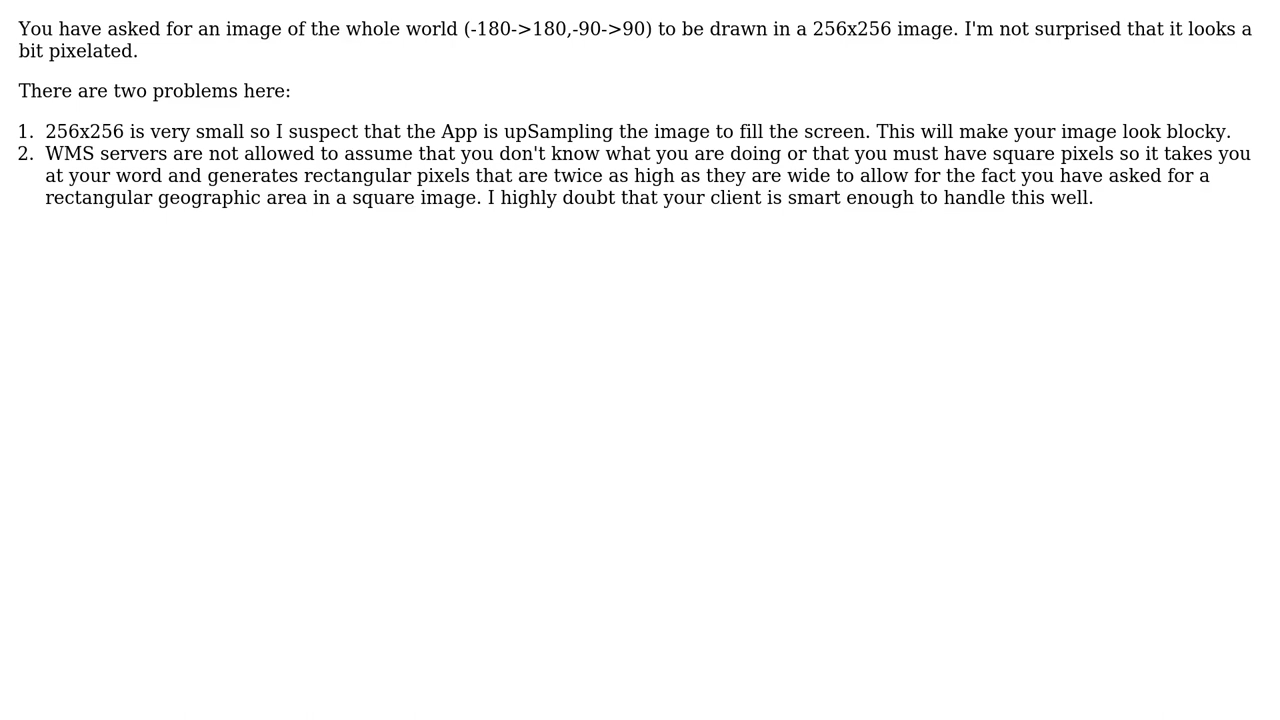 You have asked for an image of the whole world (-180->180,-90->90) to be drawn in a 256x256 image. I'm not surprised that it looks a
bit pixelated.
There are two problems here:
1. 256x256 is very small so I suspect that the App is upSampling the image to fill the screen. This will make your image look blocky.
2. WMS servers are not allowed to assume that you don't know what you are doing or that you must have square pixels so it takes you
at your word and generates rectangular pixels that are twice as high as they are wide to allow for the fact you have asked for a
rectangular geographic area in a square image. I highly doubt that your client is smart enough to handle this well.